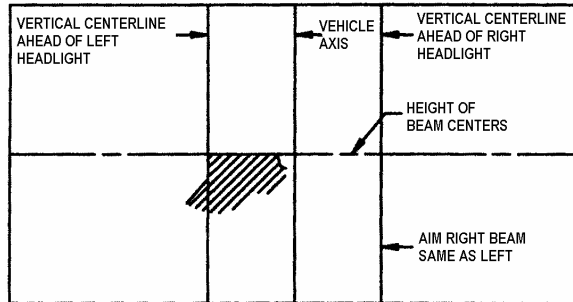 VERTICAL CENTERLINE
AHEAD OF LEFT
HEADLIGHT
VEHICLE
AXIS
VERTICAL CENTERLINE
AHEAD OF RIGHT
HEADLIGHT
HEIGHT OF
BEAM CENTERS
AIM RIGHT BEAM
SAME AS LEFT